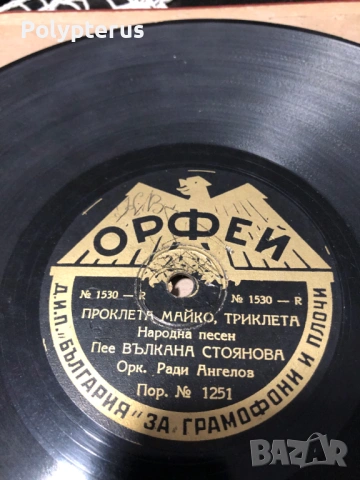 Polypterus
Н.В.
ОРФЕЙ
№ 1530 — R № 1530 — R
ПРОКЛЕТА МАЙКО, ТРИКЛЕТА
Народна песен
Пее ВЪЛКАНА СТОЯНОВА
Орк. Ради Ангелов
Пор. № 1251
Д.И.П. „БЪЛГАРИЯ“ ЗА ГРАМОФОНИ И ПЛОЧИ
BAZAR